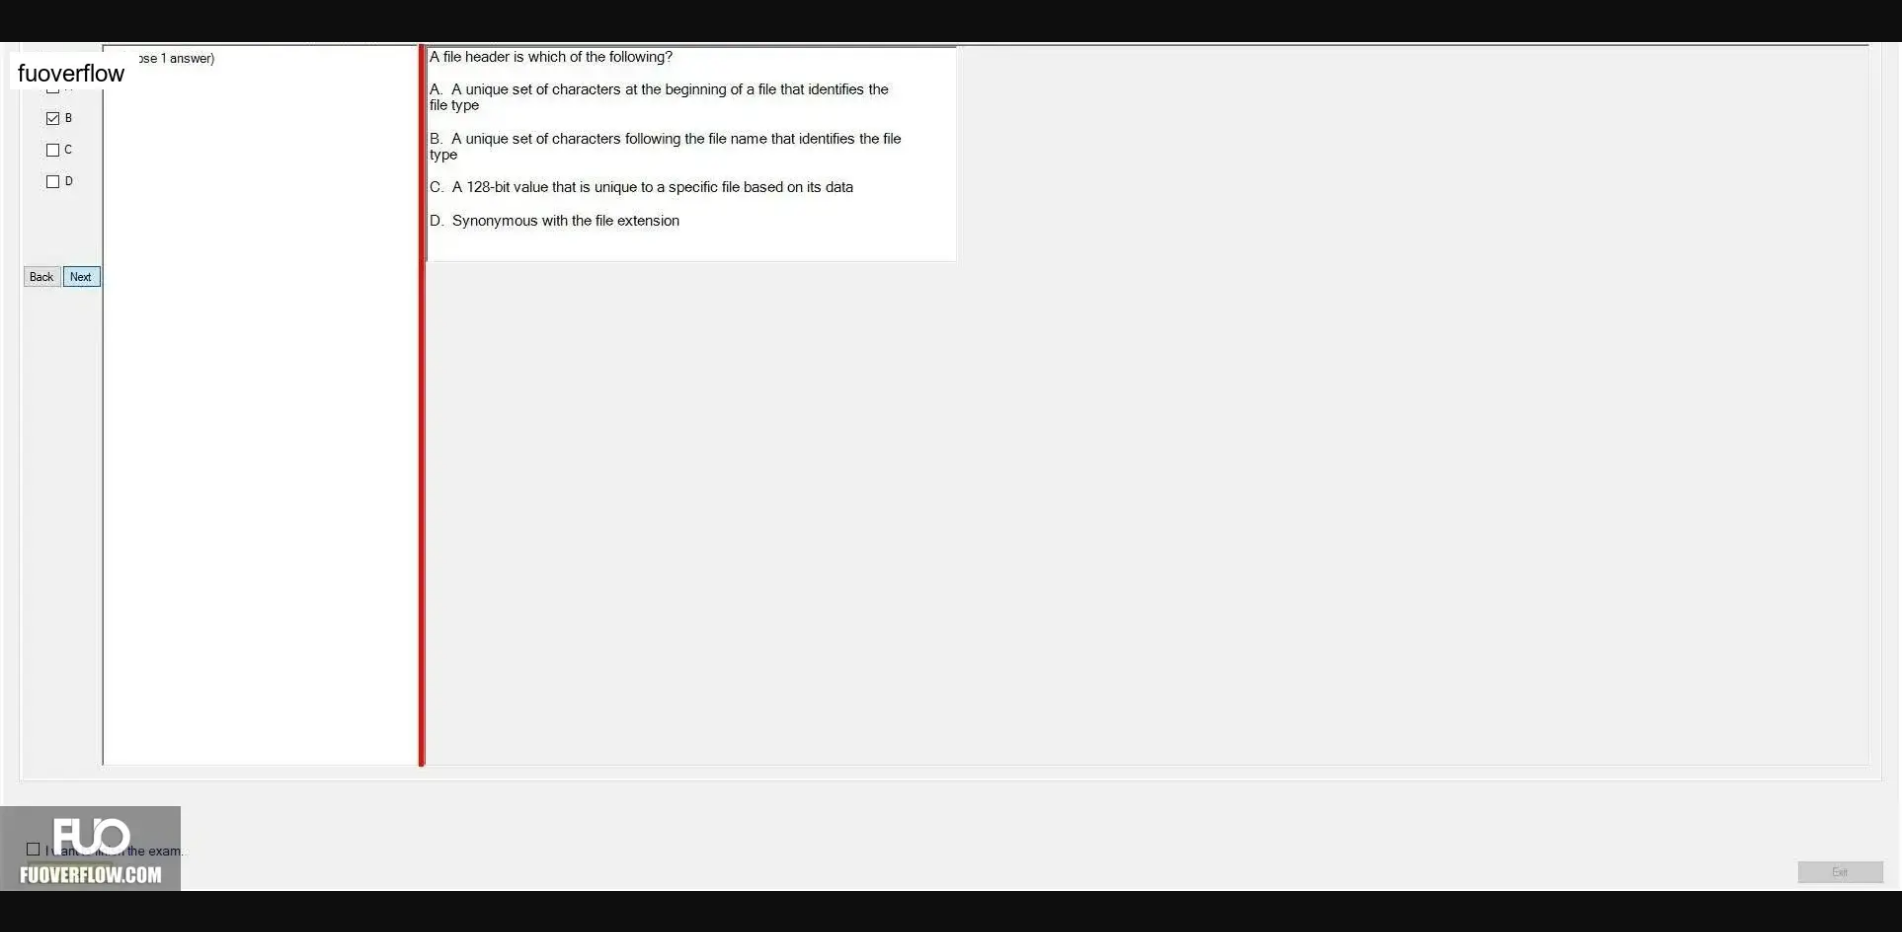 fuoverflow
ose 1 answer)
B
C
D
Back
Next
A file header is which of the following?
A. A unique set of characters at the beginning of a file that identifies the
file type
B. A unique set of characters following the file name that identifies the file
type
C. A 128-bit value that is unique to a specific file based on its data
D. Synonymous with the file extension
FUO
I want the exam.
FUOVERFLOW.COM
Exit